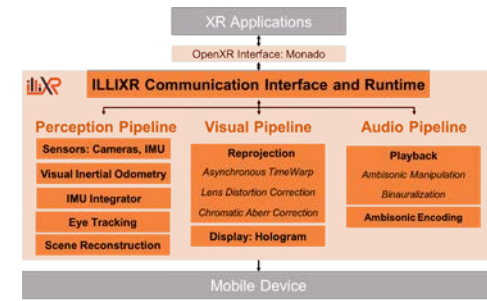 XR Applications
OpenXR Interface: Monado
illiXR
ILLIXR Communication Interface and Runtime
Perception Pipeline
Sensors: Cameras, IMU
Visual Inertial Odometry
IMU Integrator
Eye Tracking
Scene Reconstruction
Visual Pipeline
Reprojection
Asynchronous TimeWarp
Lens Distortion Correction
Chromatic Aberr Correction
Display: Hologram
Audio Pipeline
Playback
Ambisonic Manipulation
Binauralization
Ambisonic Encoding
Mobile Device